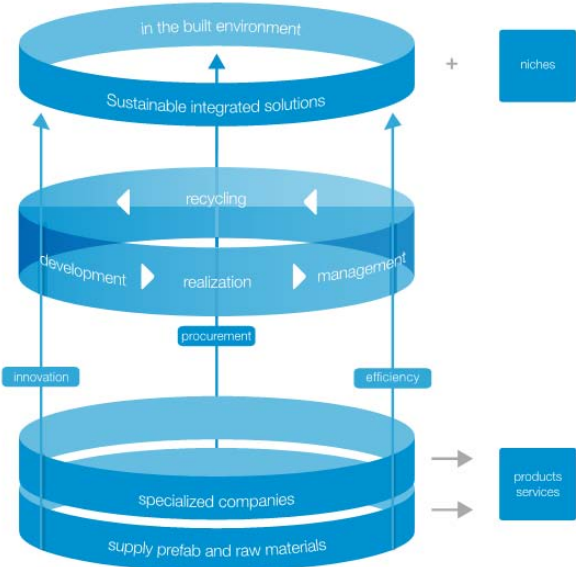 in the built environment
+
niches
Sustainable integrated solutions
recycling
development
realization
management
procurement
innovation
efficiency
specialized companies
products
services
supply prefab and raw materials